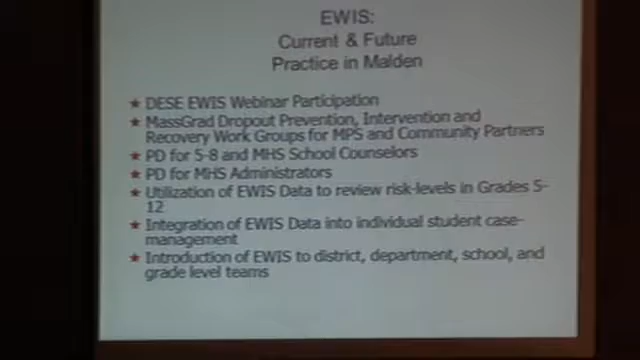 EWIS:
Current & Future
Practice in Malden
★ DESE EWIS Webinar Participation
★ MassGrad Dropout Prevention, Intervention and
Recovery Work Groups for MPS and Community Partners
★ PD for 5-8 and MHS School Counselors
★ PD for MHS Administrators
★ Utilization of EWIS Data to review risk-levels in Grades 5-
12
★ Integration of EWIS Data into individual student case-
management
★ Introduction of EWIS to district, department, school, and
grade level teams